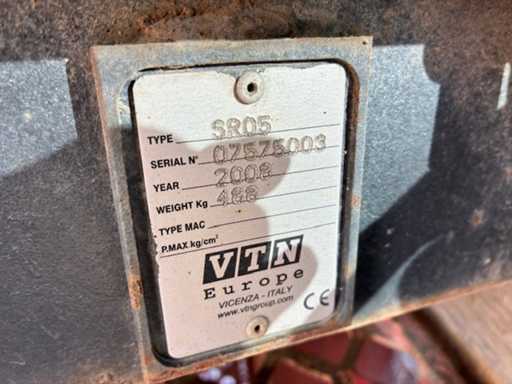 TYPE SR05
SERIAL N° 07575003
YEAR 2008
WEIGHT Kg 488
TYPE MAC
P.MAX kg/cm²
VTN
Europe
VICENZA - ITALY
www.vtngroup.com
CE